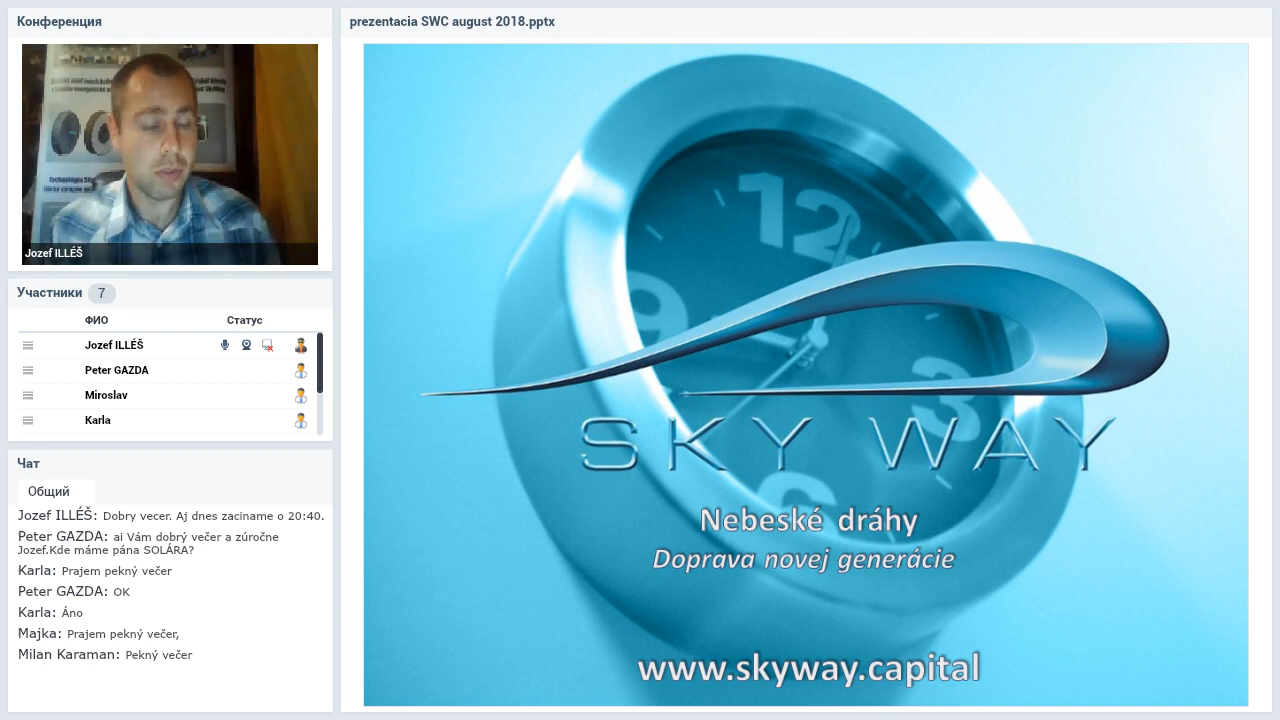 Конференция
Jozef ILLÉŠ
Участники 7
ФИО Статус
Jozef ILLÉŠ
Peter GAZDA
Miroslav
Karla
Чат
Общий
Jozef ILLÉŠ: Dobry vecer. Aj dnes zaciname o 20:40.
Peter GAZDA: ai Vám dobrý večer a zúročne
Jozef.Kde máme pána SOLÁRA?
Karla: Prajem pekný večer
Peter GAZDA: OK
Karla: Áno
Majka: Prajem pekný večer,
Milan Karaman: Pekný večer
prezentacia SWC august 2018.pptx
12
9
3
6
SKY WAY
Nebeské dráhy
Doprava novej generácie
www.skyway.capital